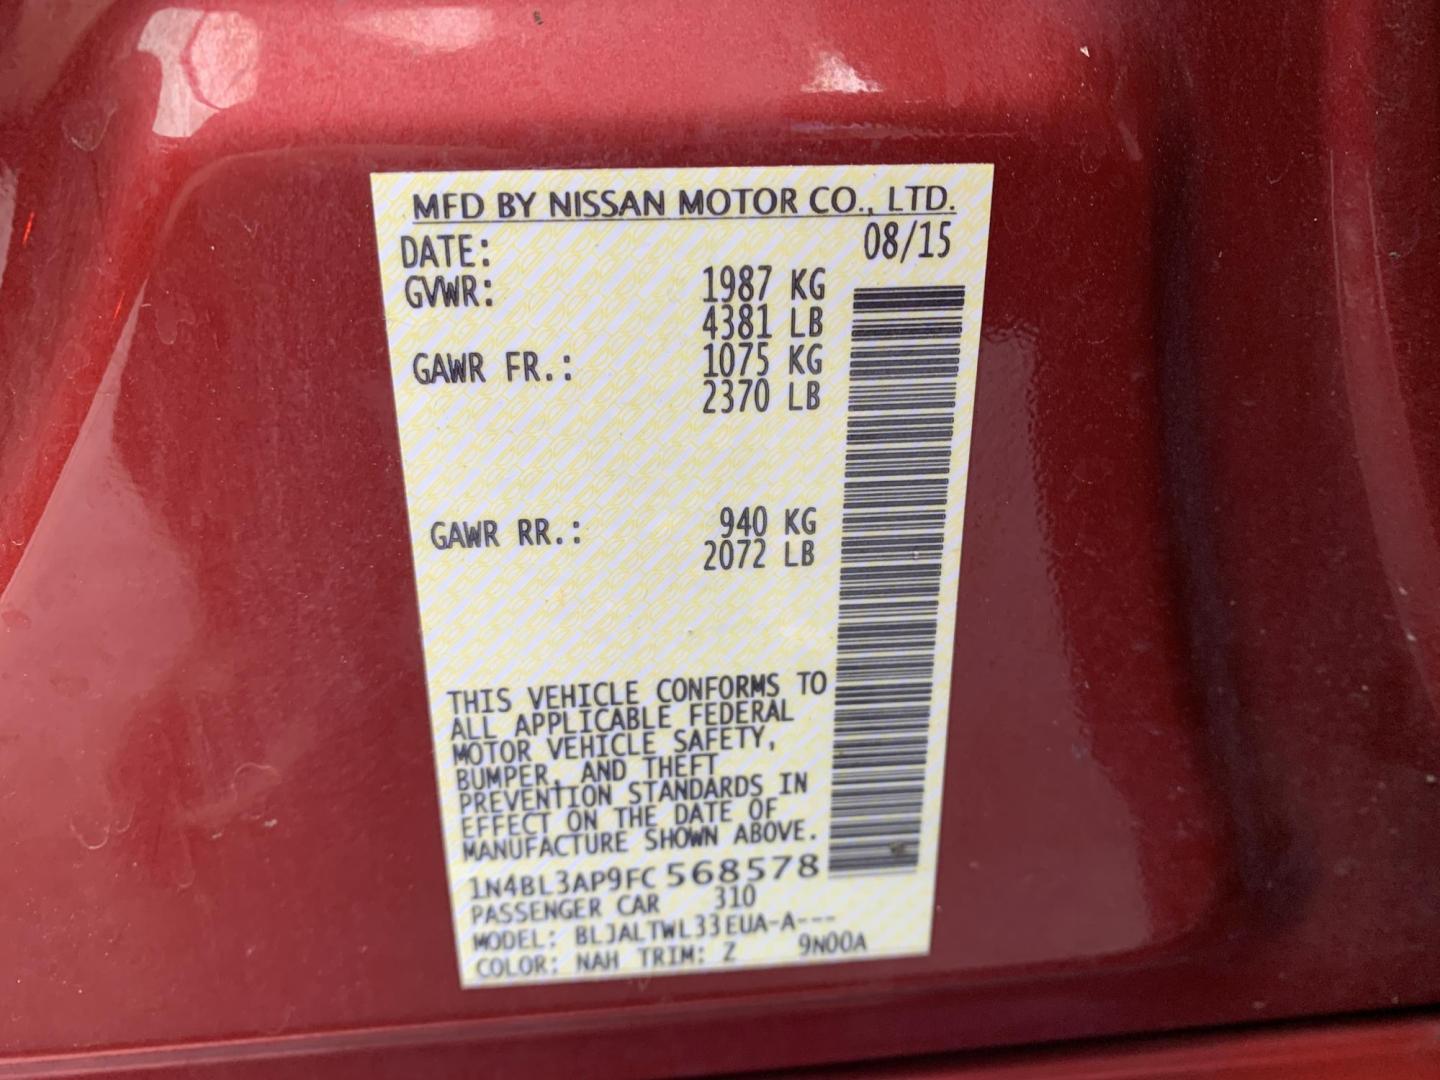 MFD BY NISSAN MOTOR CO., LTD.
DATE: 08/15
GVWR: 1987 KG
4381 LB
GAWR FR.: 1075 KG
2370 LB
GAWR RR.: 940 KG
2072 LB
THIS VEHICLE CONFORMS TO
ALL APPLICABLE FEDERAL
MOTOR VEHICLE SAFETY,
BUMPER, AND THEFT
PREVENTION STANDARDS IN
EFFECT ON THE DATE OF
MANUFACTURE SHOWN ABOVE.
1N4BL3AP9FC568578
PASSENGER CAR 310
MODEL: BLJALTWL33EUA-A---
COLOR: NAH TRIM: Z 9N00A